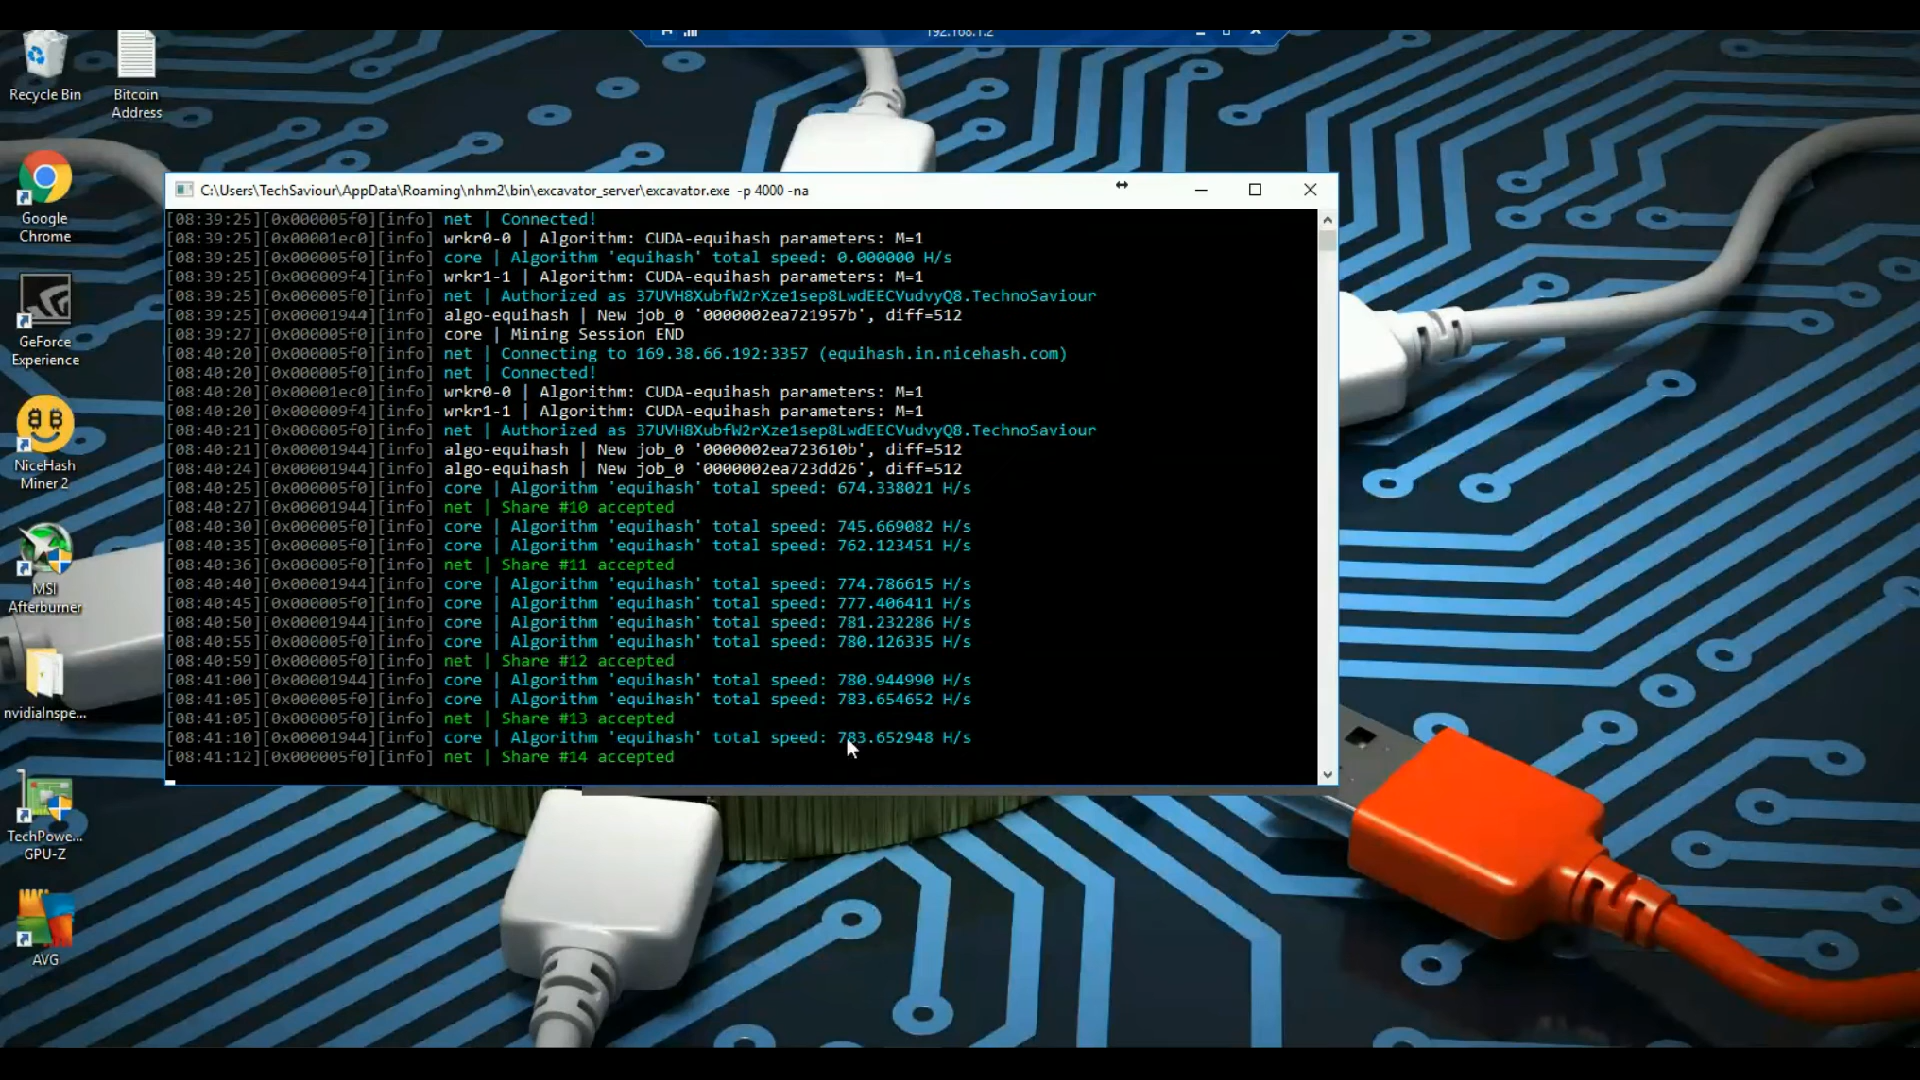 192.168.1.2
Recycle Bin
Bitcoin
Address
Google
Chrome
GeForce
Experience
NiceHash
Miner 2
MSI
Afterburner
nvidiaInspe...
TechPowe...
GPU-Z
AVG
C:\Users\TechSaviour\AppData\Roaming\nhm2\bin\excavator_server\excavator.exe -p 4000 -na
[08:39:25][0x000005f0][info] net | Connected!
[08:39:25][0x00001ec0][info] wrkr0-0 | Algorithm: CUDA-equihash parameters: M=1
[08:39:25][0x000005f0][info] core | Algorithm 'equihash' total speed: 0.000000 H/s
[08:39:25][0x000009f4][info] wrkr1-1 | Algorithm: CUDA-equihash parameters: M=1
[08:39:25][0x000005f0][info] net | Authorized as 37UVH8XubfW2rXze1sep8LwdEECVudvyQ8.TechnoSaviour
[08:39:25][0x00001944][info] algo-equihash | New job_0 '0000002ea721957b', diff=512
[08:39:27][0x000005f0][info] core | Mining Session END
[08:40:20][0x000005f0][info] net | Connecting to 169.38.66.192:3357 (equihash.in.nicehash.com)
[08:40:20][0x000005f0][info] net | Connected!
[08:40:20][0x00001ec0][info] wrkr0-0 | Algorithm: CUDA-equihash parameters: M=1
[08:40:20][0x000009f4][info] wrkr1-1 | Algorithm: CUDA-equihash parameters: M=1
[08:40:21][0x000005f0][info] net | Authorized as 37UVH8XubfW2rXze1sep8LwdEECVudvyQ8.TechnoSaviour
[08:40:21][0x00001944][info] algo-equihash | New job_0 '0000002ea723610b', diff=512
[08:40:24][0x00001944][info] algo-equihash | New job_0 '0000002ea723dd26', diff=512
[08:40:25][0x000005f0][info] core | Algorithm 'equihash' total speed: 674.338021 H/s
[08:40:27][0x00001944][info] net | Share #10 accepted
[08:40:30][0x000005f0][info] core | Algorithm 'equihash' total speed: 745.669082 H/s
[08:40:35][0x000005f0][info] core | Algorithm 'equihash' total speed: 762.123451 H/s
[08:40:36][0x000005f0][info] net | Share #11 accepted
[08:40:40][0x00001944][info] core | Algorithm 'equihash' total speed: 774.786615 H/s
[08:40:45][0x000005f0][info] core | Algorithm 'equihash' total speed: 777.406411 H/s
[08:40:50][0x00001944][info] core | Algorithm 'equihash' total speed: 781.232286 H/s
[08:40:55][0x000005f0][info] core | Algorithm 'equihash' total speed: 780.126335 H/s
[08:40:59][0x00001944][info] net | Share #12 accepted
[08:41:00][0x00001944][info] core | Algorithm 'equihash' total speed: 780.944990 H/s
[08:41:05][0x000005f0][info] core | Algorithm 'equihash' total speed: 783.654652 H/s
[08:41:05][0x000005f0][info] net | Share #13 accepted
[08:41:10][0x00001944][info] core | Algorithm 'equihash' total speed: 783.652948 H/s
[08:41:12][0x000005f0][info] net | Share #14 accepted